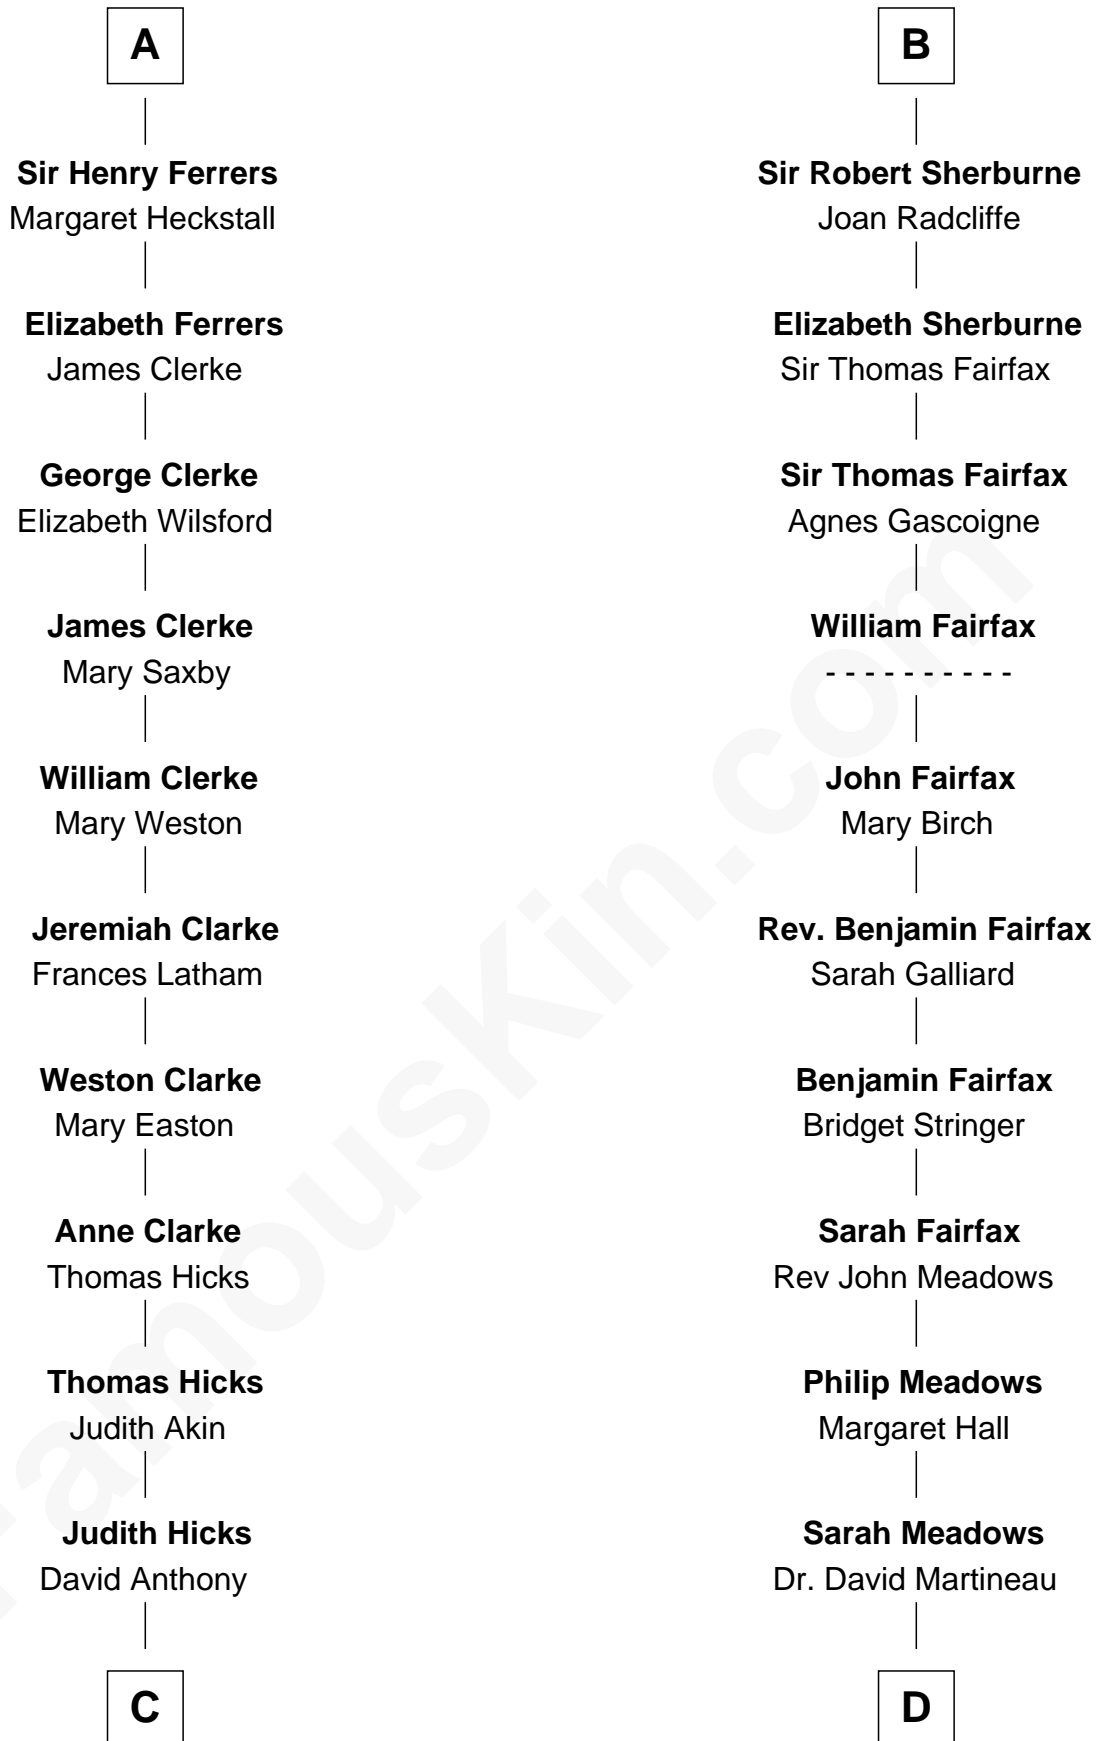 A
Sir Henry Ferrers
Margaret Heckstall
Elizabeth Ferrers
James Clerke
George Clerke
Elizabeth Wilsford
James Clerke
Mary Saxby
William Clerke
Mary Weston
Jeremiah Clarke
Frances Latham
Weston Clarke
Mary Easton
Anne Clarke
Thomas Hicks
Thomas Hicks
Judith Akin
Judith Hicks
David Anthony
C
B
Sir Robert Sherburne
Joan Radcliffe
Elizabeth Sherburne
Sir Thomas Fairfax
Sir Thomas Fairfax
Agnes Gascoigne
William Fairfax
- - - - - - - - - -
John Fairfax
Mary Birch
Rev. Benjamin Fairfax
Sarah Galliard
Benjamin Fairfax
Bridget Stringer
Sarah Fairfax
Rev John Meadows
Philip Meadows
Margaret Hall
Sarah Meadows
Dr. David Martineau
D
FamousKin.com